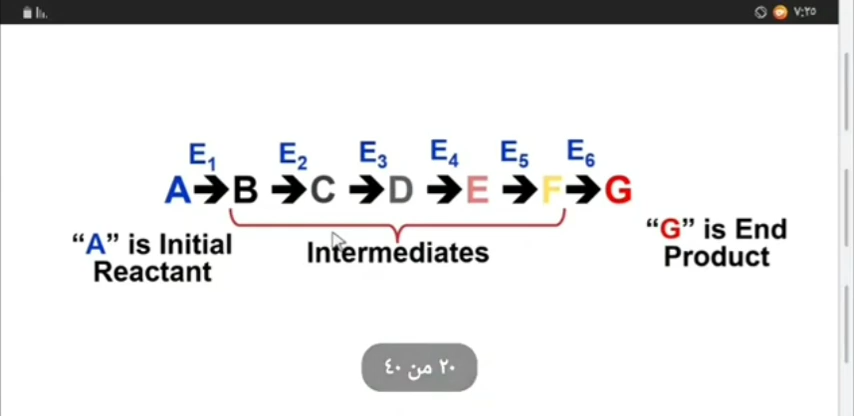 ٧:٢٥
E₁ E₂ E₃ E₄ E₅ E₆
A➔B ➔C ➔D ➔E ➔F➔G
“A” is Initial
Reactant
Intermediates
“G” is End
Product
٢٠ من ٤٠